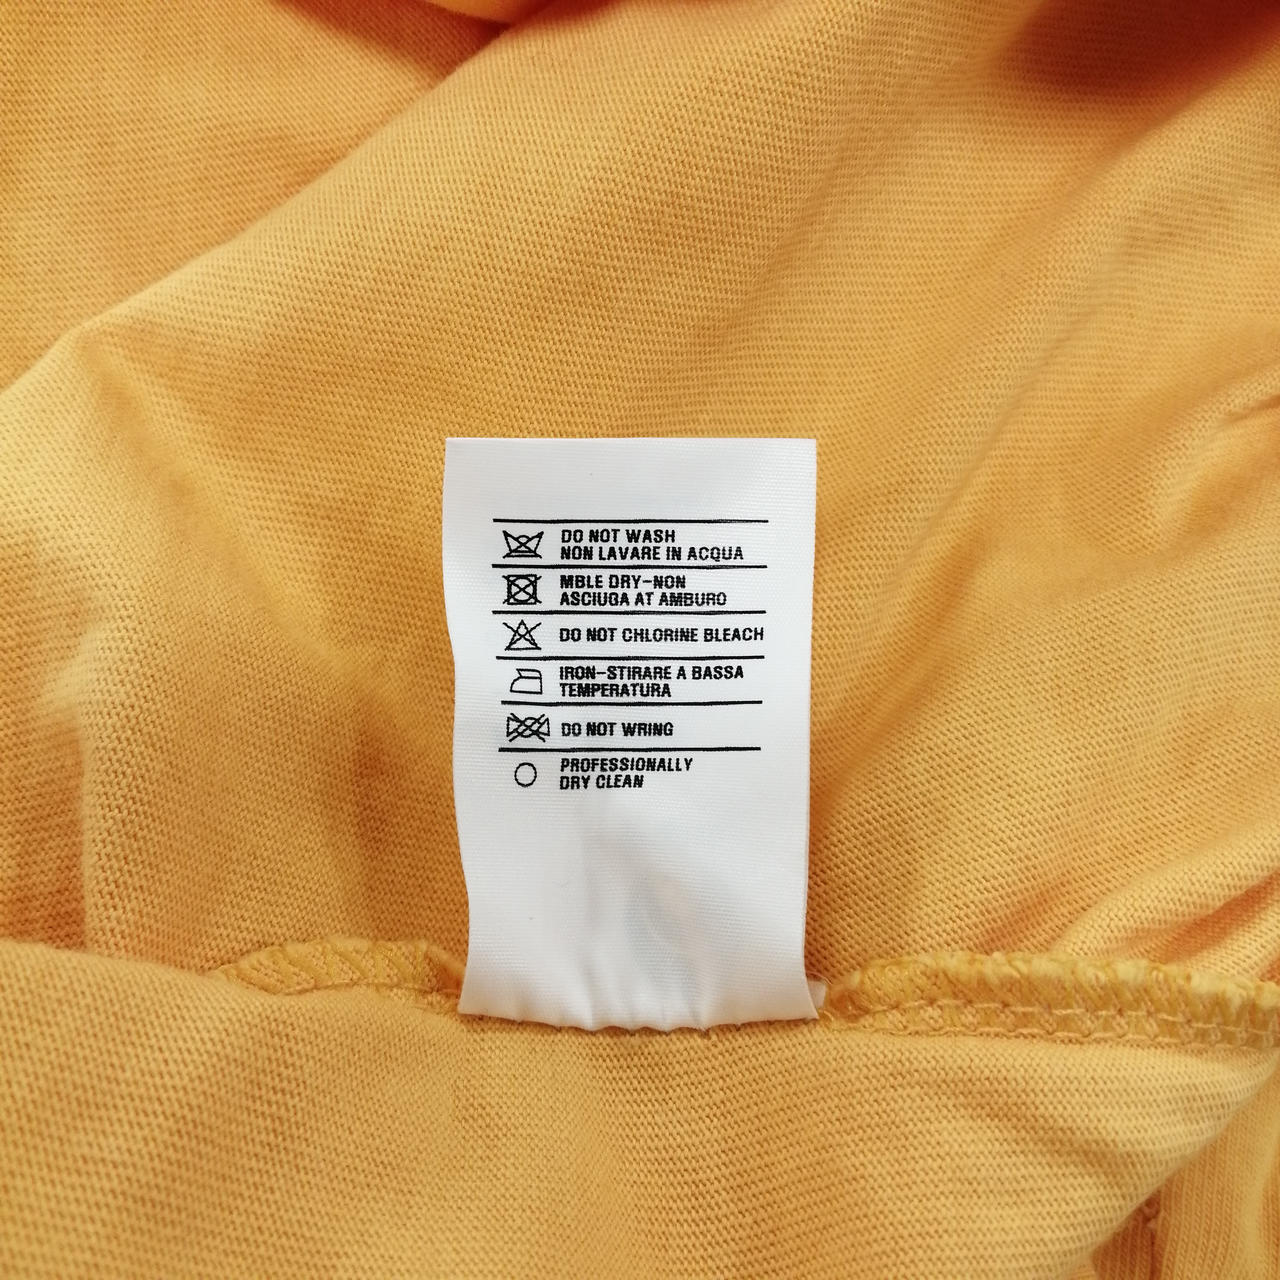 DO NOT WASH
NON LAVARE IN ACQUA
MBLE DRY-NON
ASCIUGA AT AMBURO
DO NOT CHLORINE BLEACH
IRON-STIRARE A BASSA
TEMPERATURA
DO NOT WRING
PROFESSIONALLY
DRY CLEAN